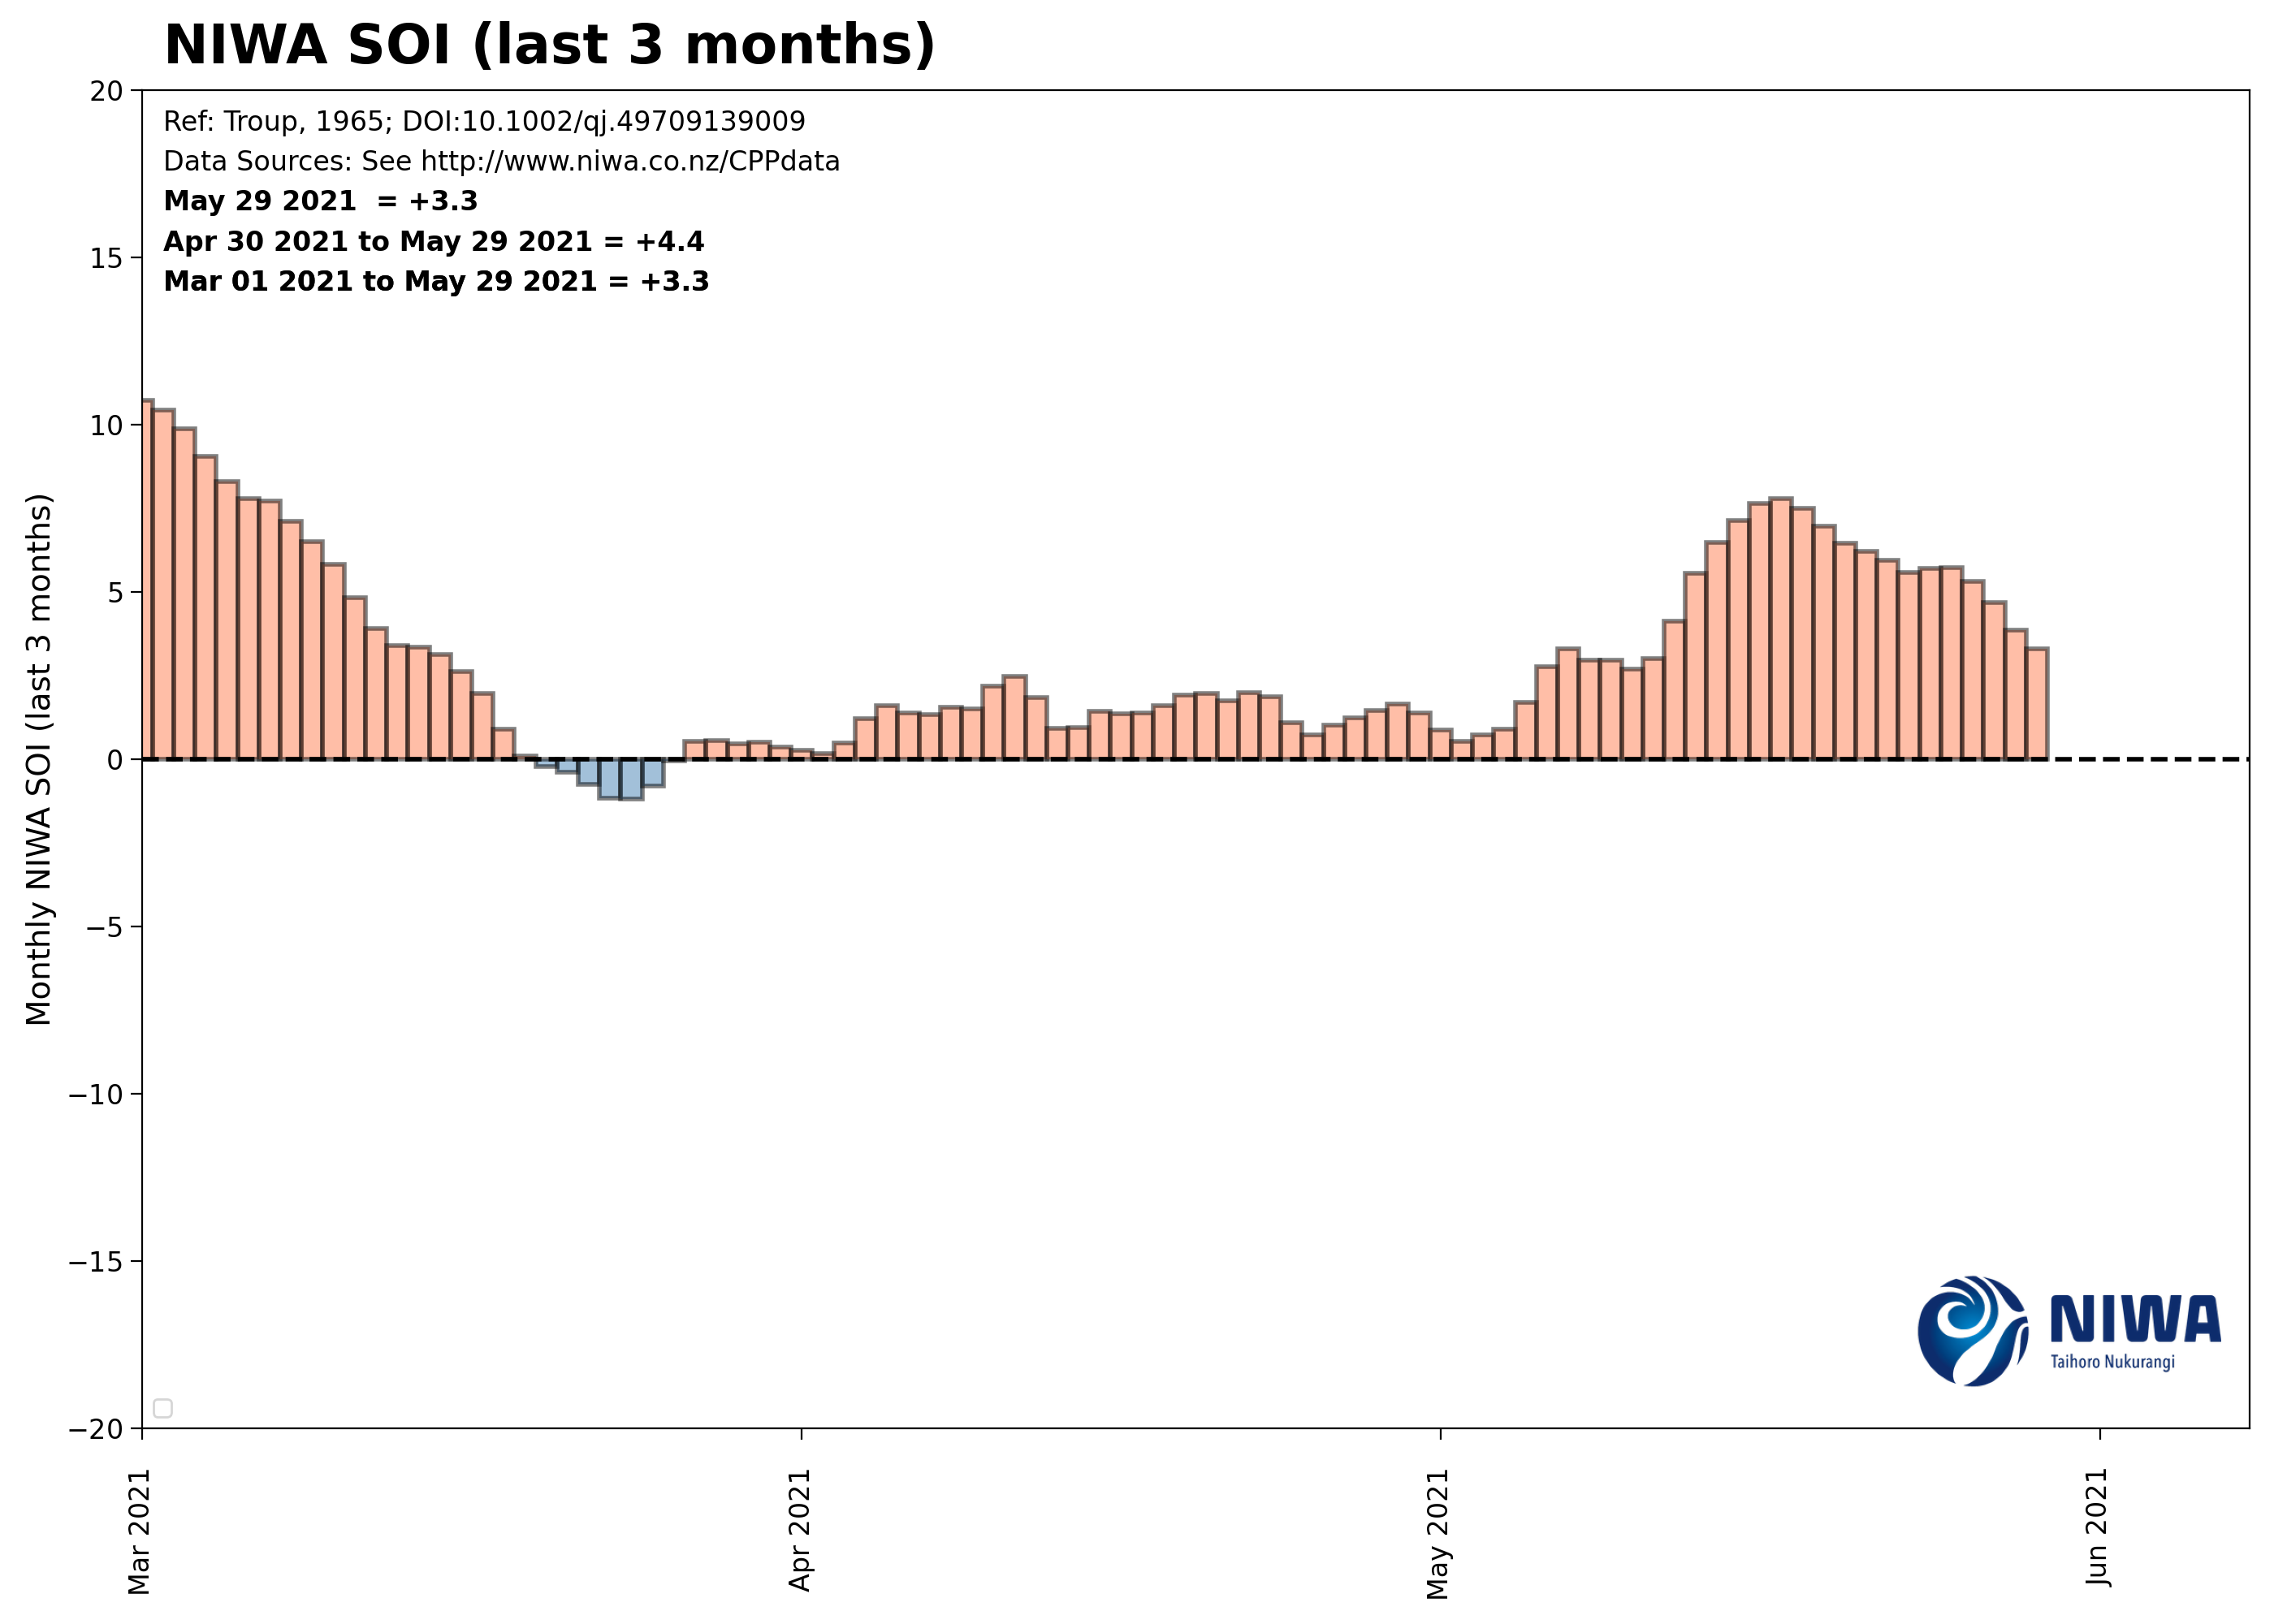 NIWA SOI (last 3 months)
Ref: Troup, 1965; DOI:10.1002/qj.49709139009
Data Sources: See http://www.niwa.co.nz/CPPdata
May 29 2021  = +3.3
Apr 30 2021 to May 29 2021 = +4.4
Mar 01 2021 to May 29 2021 = +3.3
Monthly NIWA SOI (last 3 months)
20
15
10
5
0
−5
−10
−15
−20
Mar 2021
Apr 2021
May 2021
Jun 2021
NIWA
Taihoro Nukurangi